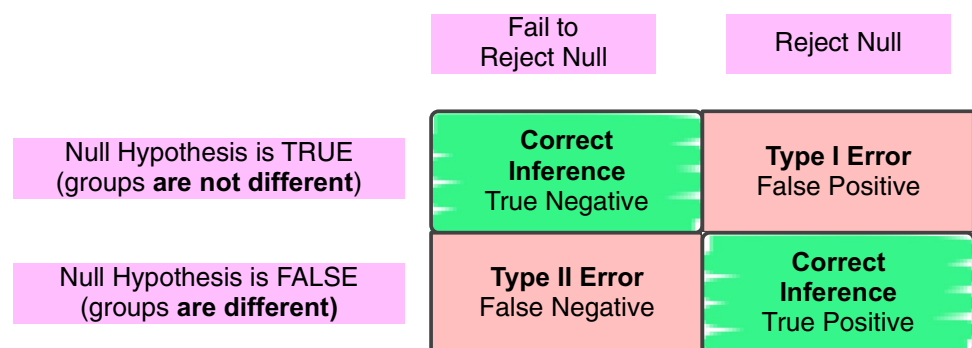 Fail to
Reject Null
Reject Null
Null Hypothesis is TRUE
(groups are not different)
Correct
Inference
True Negative
Type I Error
False Positive
Null Hypothesis is FALSE
(groups are different)
Type II Error
False Negative
Correct
Inference
True Positive